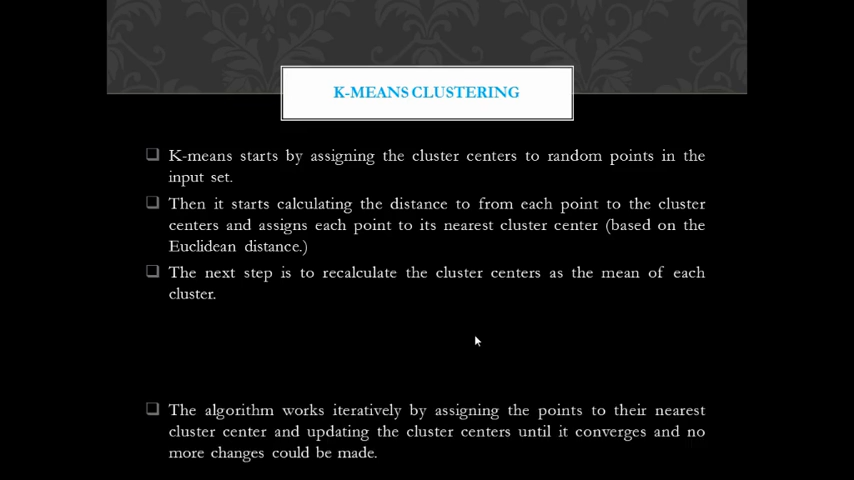 K-MEANS CLUSTERING
K-means starts by assigning the cluster centers to random points in the
input set.
Then it starts calculating the distance to from each point to the cluster
centers and assigns each point to its nearest cluster center (based on the
Euclidean distance.)
The next step is to recalculate the cluster centers as the mean of each
cluster.
The algorithm works iteratively by assigning the points to their nearest
cluster center and updating the cluster centers until it converges and no
more changes could be made.